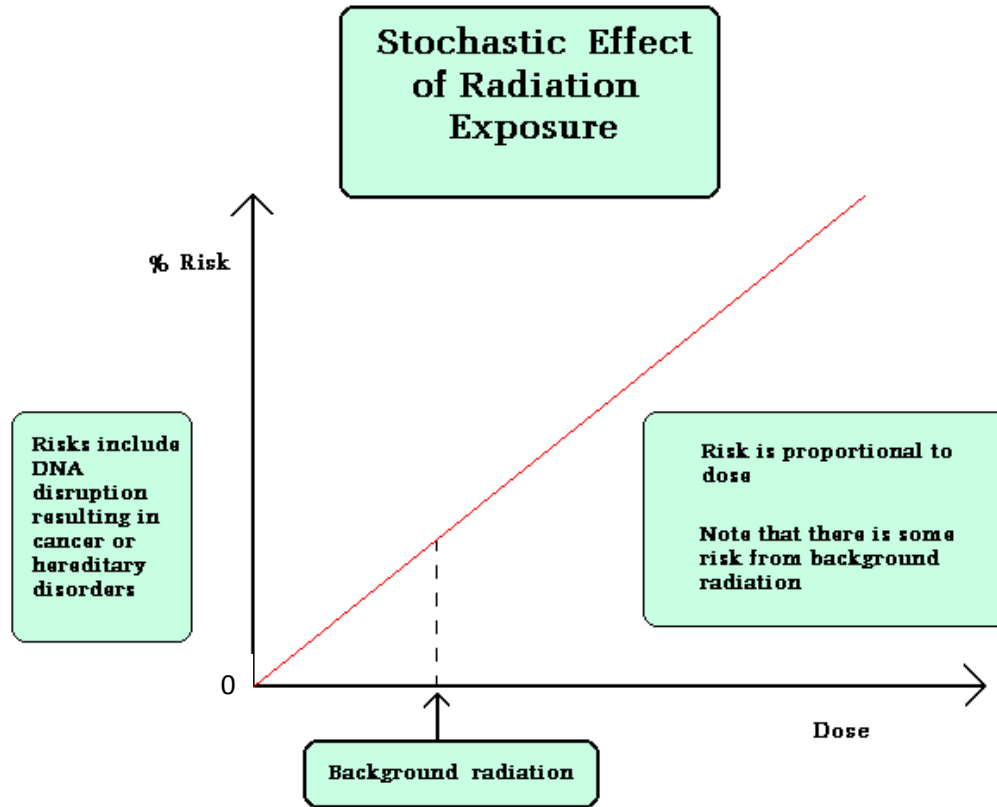 Stochastic Effect
of Radiation
Exposure
% Risk
Risks include
DNA
disruption
resulting in
cancer or
hereditary
disorders
Risk is proportional to
dose
Note that there is some
risk from background
radiation
0
Dose
Background radiation